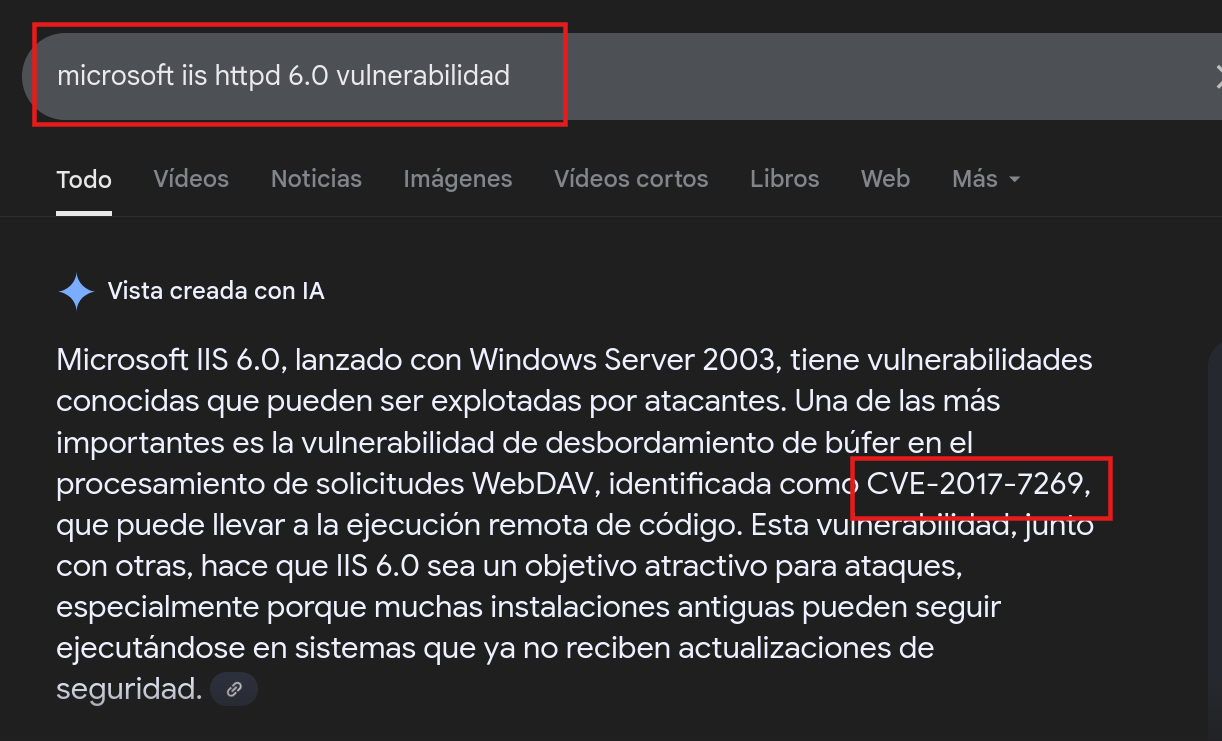 microsoft iis httpd 6.0 vulnerabilidad
Todo Vídeos Noticias Imágenes Vídeos cortos Libros Web Más
Vista creada con IA
Microsoft IIS 6.0, lanzado con Windows Server 2003, tiene vulnerabilidades
conocidas que pueden ser explotadas por atacantes. Una de las más
importantes es la vulnerabilidad de desbordamiento de búfer en el
procesamiento de solicitudes WebDAV, identificada como CVE-2017-7269,
que puede llevar a la ejecución remota de código. Esta vulnerabilidad, junto
con otras, hace que IIS 6.0 sea un objetivo atractivo para ataques,
especialmente porque muchas instalaciones antiguas pueden seguir
ejecutándose en sistemas que ya no reciben actualizaciones de
seguridad.